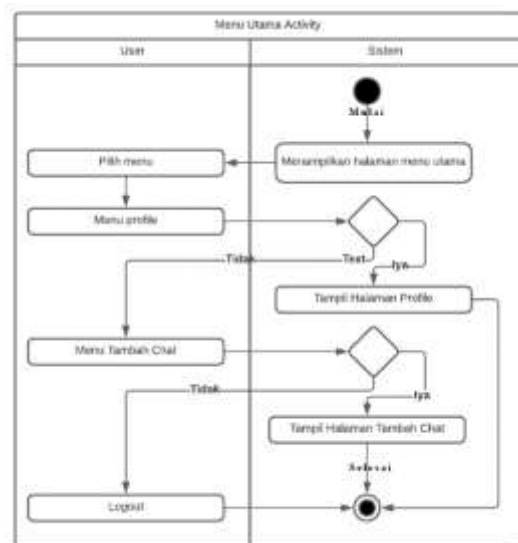 Menu Utama Activity
User
Sistem
Mulai
Pilih menu
Menampilkan halaman menu utama
Menu profile
Tidak
Text
Iya
Tampil Halaman Profile
Menu Tambah Chat
Tidak
Iya
Tampil Halaman Tambah Chat
Selesai
Logout